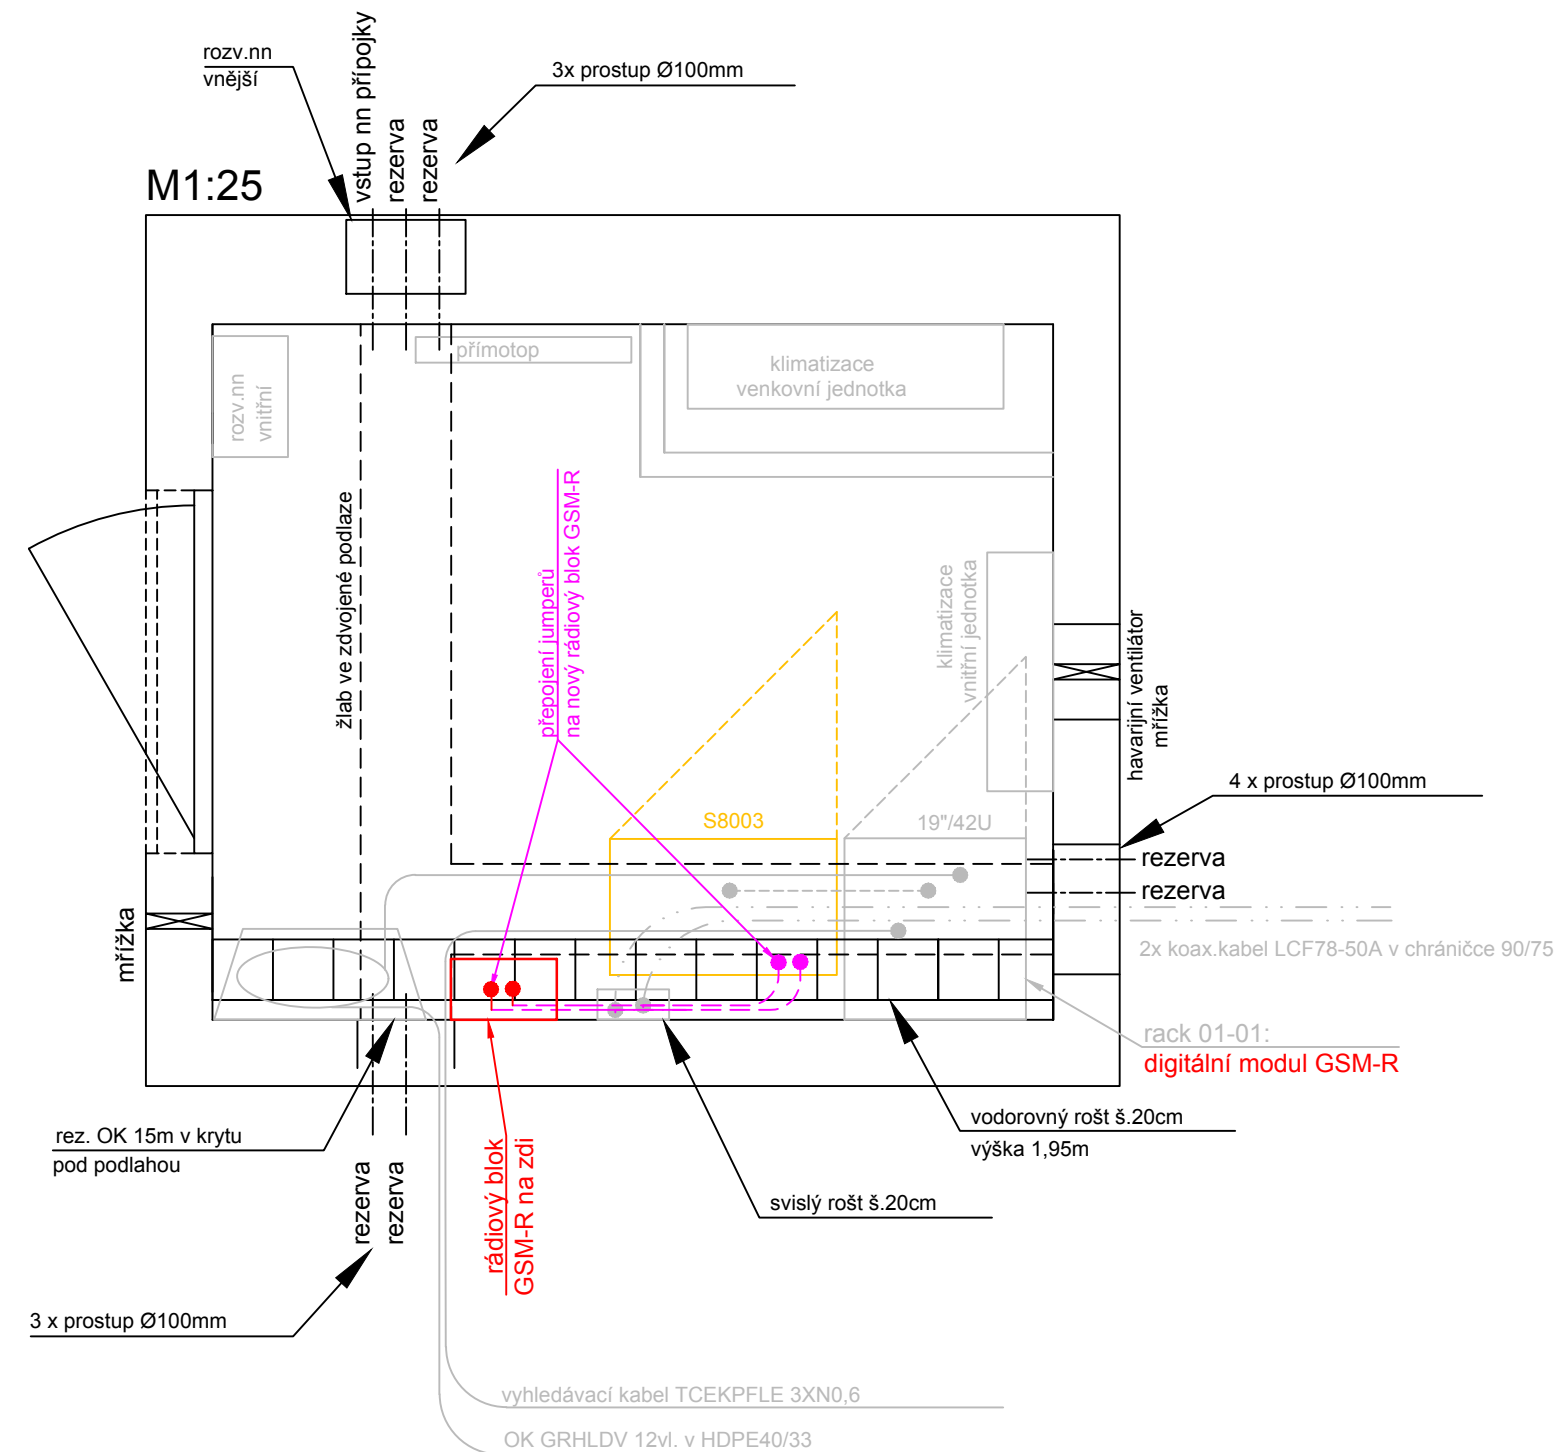 rozv.nn
vnější
vstup nn přípojky
rezerva
rezerva
3x prostup Ø100mm
M1:25
rozv.nn
vnitřní
přímotop
klimatizace
venkovní jednotka
žlab ve zdvojené podlaze
přepojení jumperů
na nový rádiový blok GSM-R
klimatizace
vnitřní jednotka
havarijní ventilátor
mřížka
4 x prostup Ø100mm
S8003
19"/42U
rezerva
rezerva
mřížka
2x koax.kabel LCF78-50A v chráničce 90/75
rack 01-01:
digitální modul GSM-R
rez. OK 15m v krytu
pod podlahou
vodorovný rošt š.20cm
výška 1,95m
rezerva
rezerva
rádiový blok
GSM-R na zdi
svislý rošt š.20cm
3 x prostup Ø100mm
vyhledávací kabel TCEKPFLE 3XN0,6
OK GRHLDV 12vl. v HDPE40/33